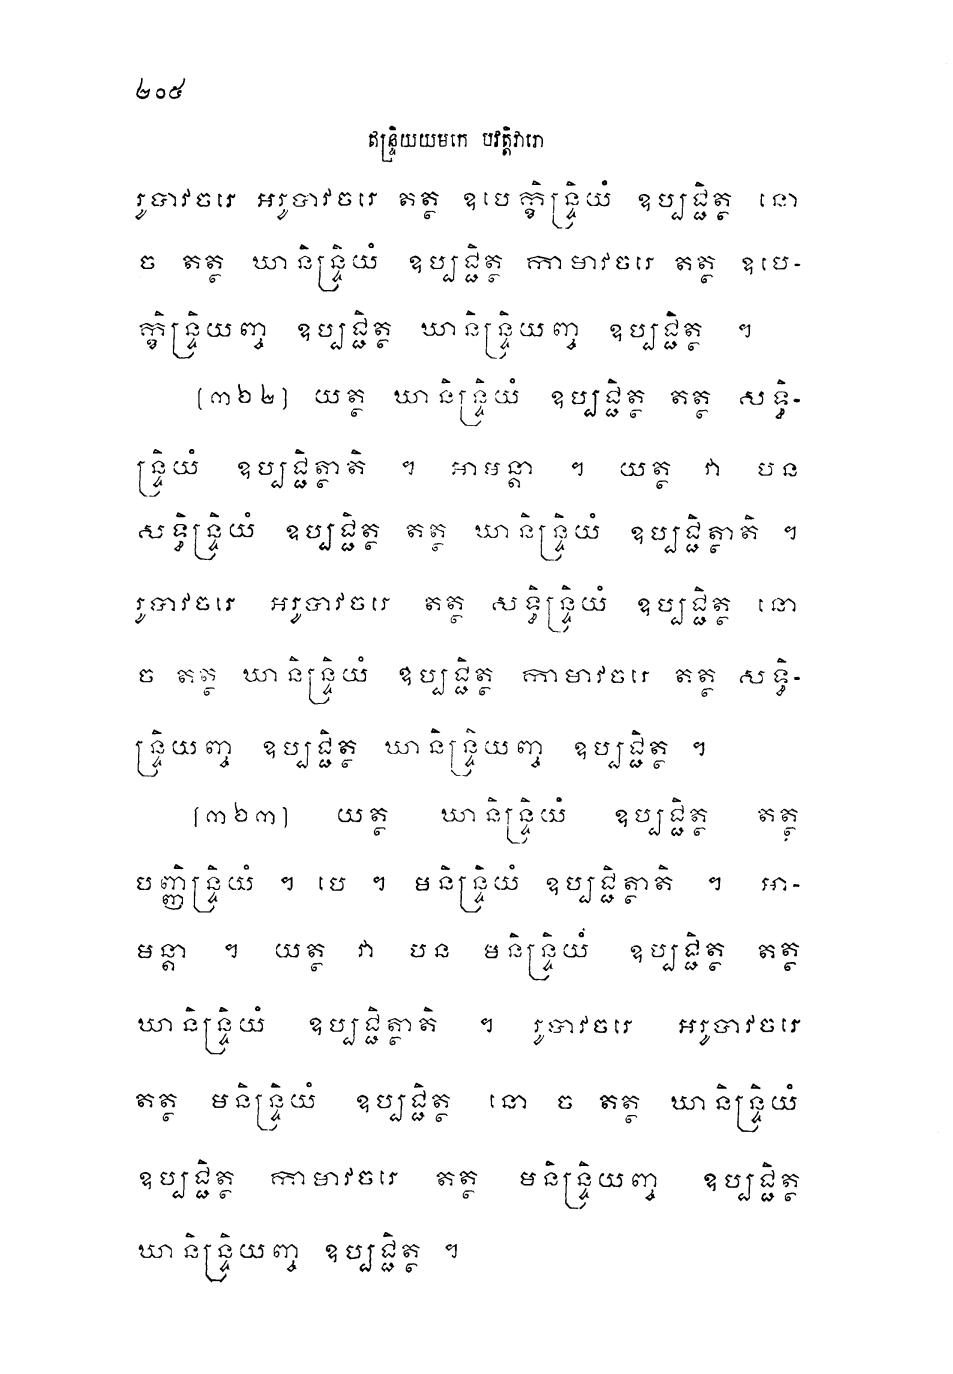 ២០៥
ឥន្ទ្រិយយមកេ បវត្តិវារោ
រូបាវចរេ អរូបាវចរេ តត្ថ ឧបេក្ខិន្ទ្រិយំ ឧប្បជ្ជិត្ថ នោ
ច តត្ថ ឃានិន្ទ្រិយំ ឧប្បជ្ជិត្ថ កាមាវចរេ តត្ថ ឧបេ-
ក្ខិន្ទ្រិយញ្ច ឧប្បជ្ជិត្ថ ឃានិន្ទ្រិយញ្ច ឧប្បជ្ជិត្ថ ។
[៣២២] យត្ថ ឃានិន្ទ្រិយំ ឧប្បជ្ជិត្ថ តត្ថ សទ្ធិ-
ន្ទ្រិយំ ឧប្បជ្ជិត្ថាតិ ។ អាមន្តា ។ យត្ថ វា បន
សទ្ធិន្ទ្រិយំ ឧប្បជ្ជិត្ថ តត្ថ ឃានិន្ទ្រិយំ ឧប្បជ្ជិត្ថាតិ ។
រូបាវចរេ អរូបាវចរេ តត្ថ សទ្ធិន្ទ្រិយំ ឧប្បជ្ជិត្ថ នោ
ច តត្ថ ឃានិន្ទ្រិយំ ឧប្បជ្ជិត្ថ កាមាវចរេ តត្ថ សទ្ធិ-
ន្ទ្រិយញ្ច ឧប្បជ្ជិត្ថ ឃានិន្ទ្រិយញ្ច ឧប្បជ្ជិត្ថ ។
[៣២៣] យត្ថ ឃានិន្ទ្រិយំ ឧប្បជ្ជិត្ថ តត្ថ
បញ្ញិន្ទ្រិយំ ។ បេ ។ មនិន្ទ្រិយំ ឧប្បជ្ជិត្ថាតិ ។ អា-
មន្តា ។ យត្ថ វា បន មនិន្ទ្រិយំ ឧប្បជ្ជិត្ថ តត្ថ
ឃានិន្ទ្រិយំ ឧប្បជ្ជិត្ថាតិ ។ រូបាវចរេ អរូបាវចរេ
តត្ថ មនិន្ទ្រិយំ ឧប្បជ្ជិត្ថ នោ ច តត្ថ ឃានិន្ទ្រិយំ
ឧប្បជ្ជិត្ថ កាមាវចរេ តត្ថ មនិន្ទ្រិយញ្ច ឧប្បជ្ជិត្ថ
ឃានិន្ទ្រិយញ្ច ឧប្បជ្ជិត្ថ ។